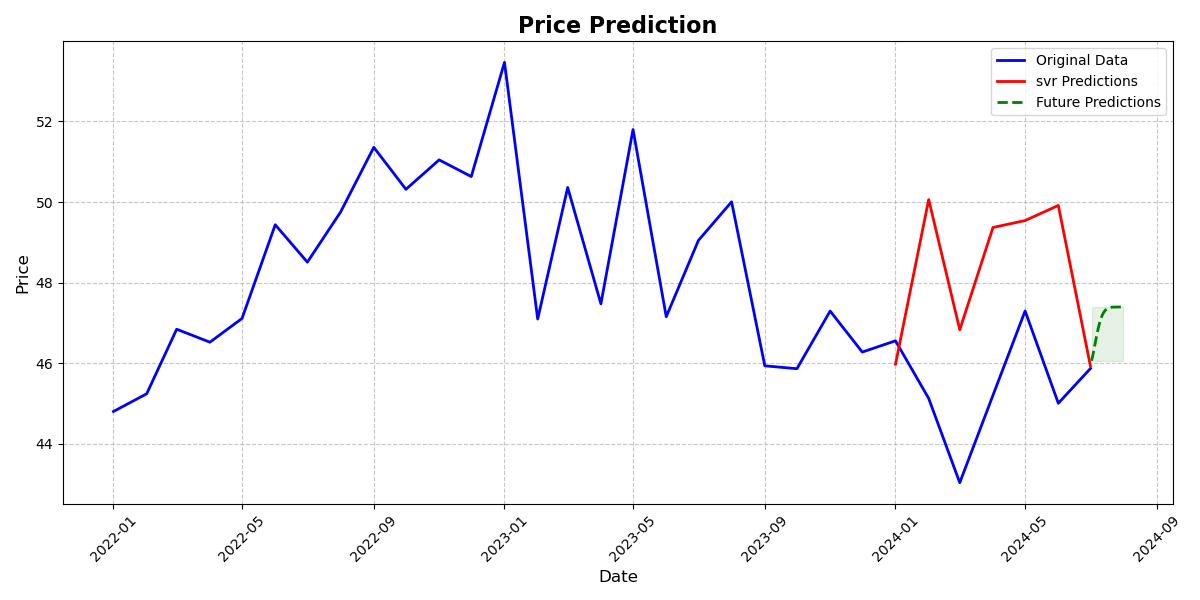 Price Prediction
Original Data
svr Predictions
Future Predictions
Price
52
50
48
46
44
2022-01
2022-05
2022-09
2023-01
2023-05
2023-09
2024-01
2024-05
2024-09
Date